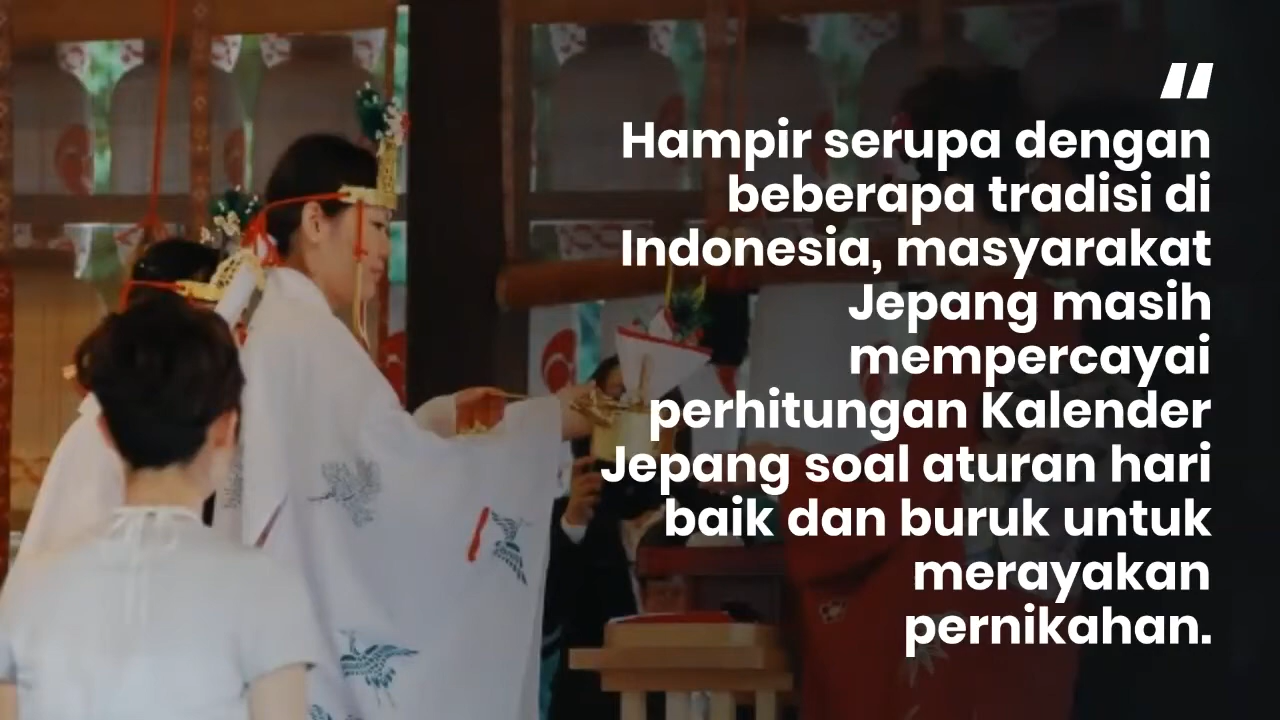 "
Hampir serupa dengan
beberapa tradisi di
Indonesia, masyarakat
Jepang masih
mempercayai
perhitungan Kalender
Jepang soal aturan hari
baik dan buruk untuk
merayakan
pernikahan.